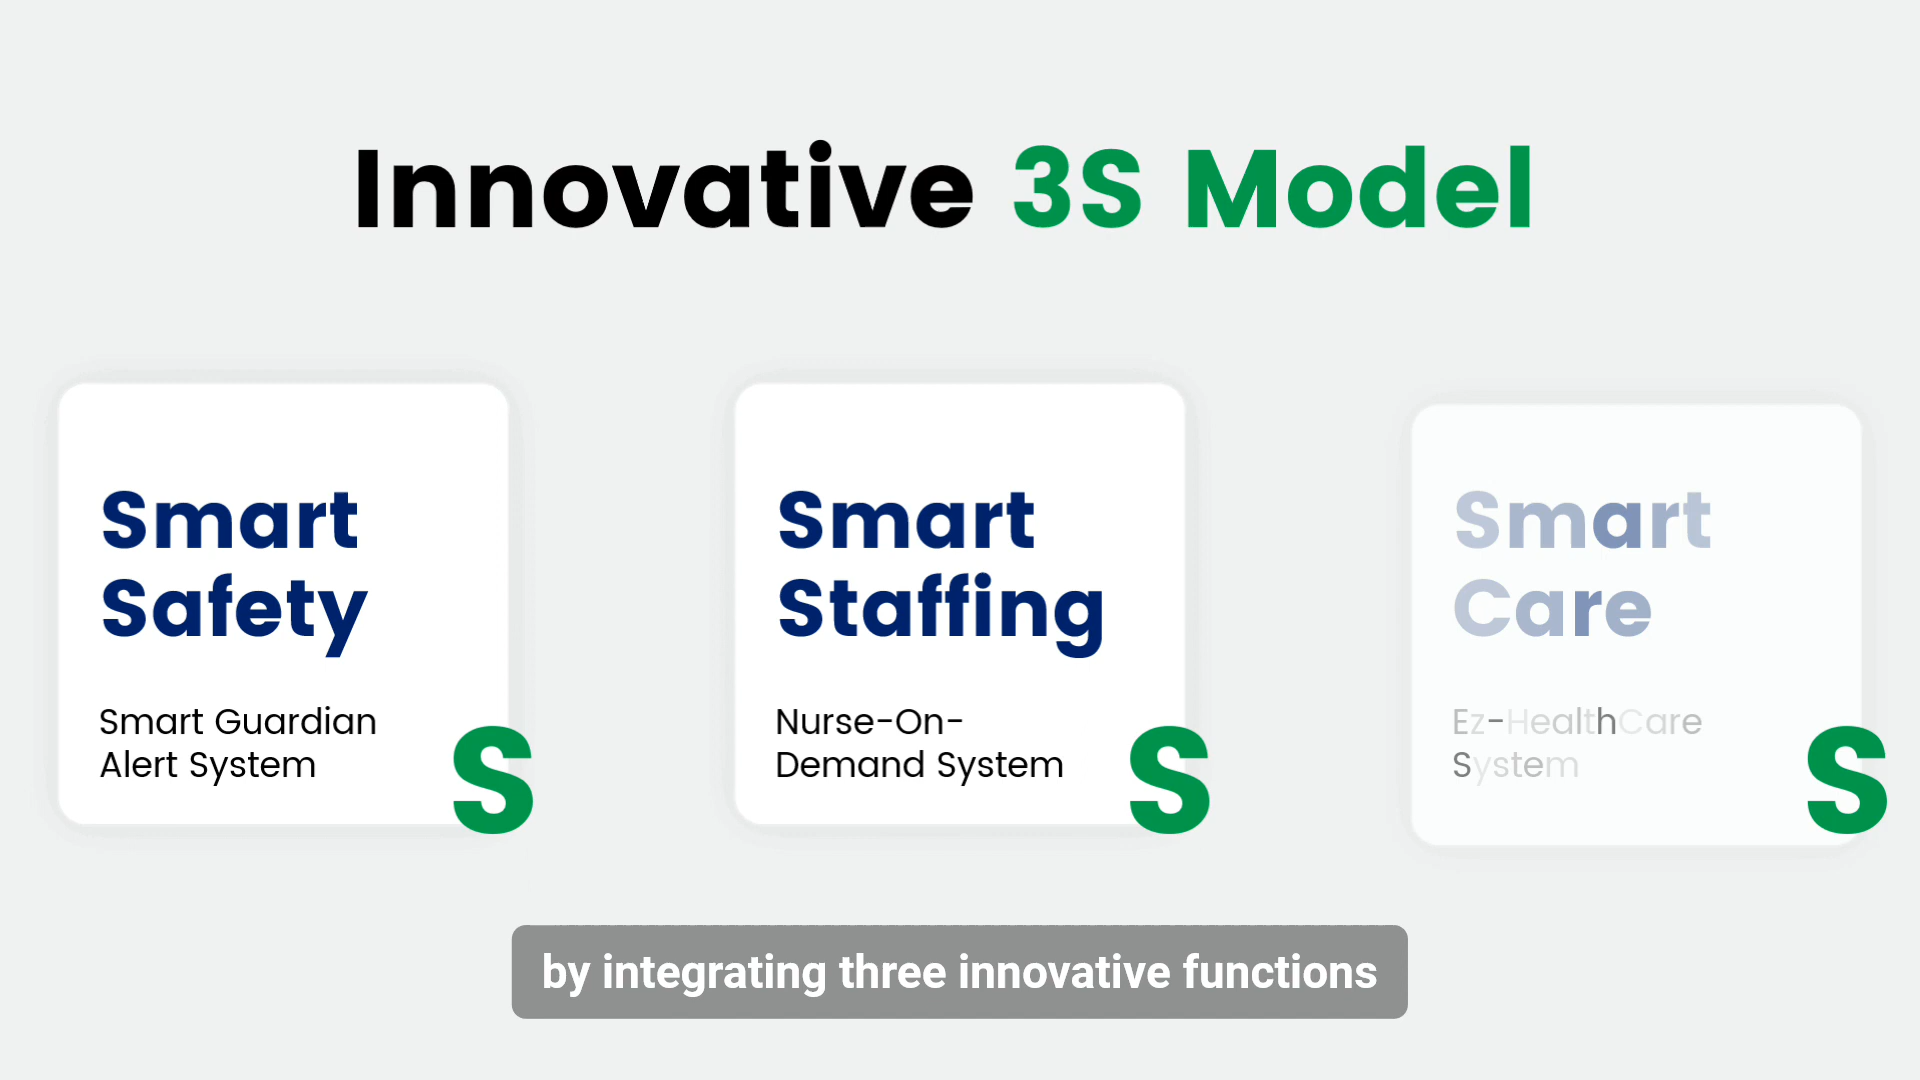 Innovative 3S Model
Smart
Safety
Smart Guardian
Alert System
S
Smart
Staffing
Nurse-On-
Demand System
S
Smart
Care
Ez-HealthCare
System
S
by integrating three innovative functions